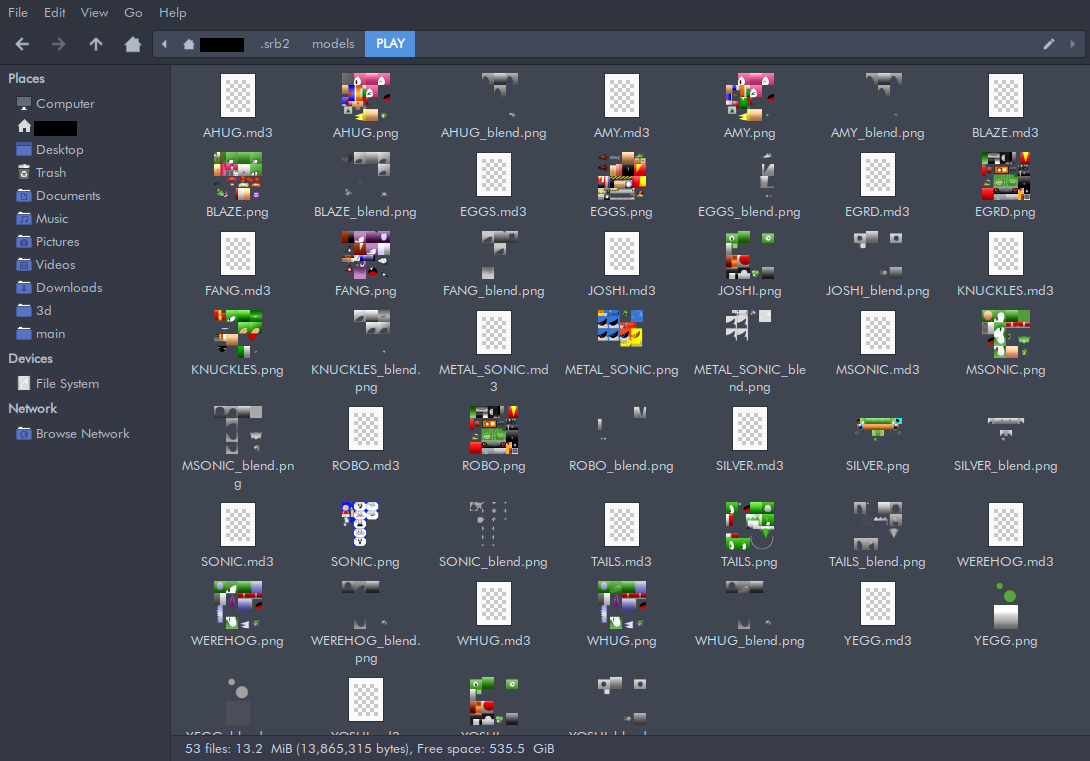 File Edit View Go Help
.srb2 models PLAY
Places
Computer
Desktop
Trash
Documents
Music
Pictures
Videos
Downloads
3d
main
Devices
File System
Network
Browse Network
AHUG.md3 AHUG.png AHUG_blend.png AMY.md3 AMY.png AMY_blend.png BLAZE.md3
BLAZE.png BLAZE_blend.png EGGS.md3 EGGS.png EGGS_blend.png EGRD.md3 EGRD.png
FANG.md3 FANG.png FANG_blend.png JOSHI.md3 JOSHI.png JOSHI_blend.png KNUCKLES.md3
KNUCKLES.png KNUCKLES_blend.png METAL_SONIC.md3 METAL_SONIC.png METAL_SONIC_blend.png MSONIC.md3 MSONIC.png
MSONIC_blend.png ROBO.md3 ROBO.png ROBO_blend.png SILVER.md3 SILVER.png SILVER_blend.png
SONIC.md3 SONIC.png SONIC_blend.png TAILS.md3 TAILS.png TAILS_blend.png WEREHOG.md3
WEREHOG.png WEREHOG_blend.png WHUG.md3 WHUG.png WHUG_blend.png YEGG.md3 YEGG.png
53 files: 13.2 MiB (13,865,315 bytes), Free space: 535.5 GiB